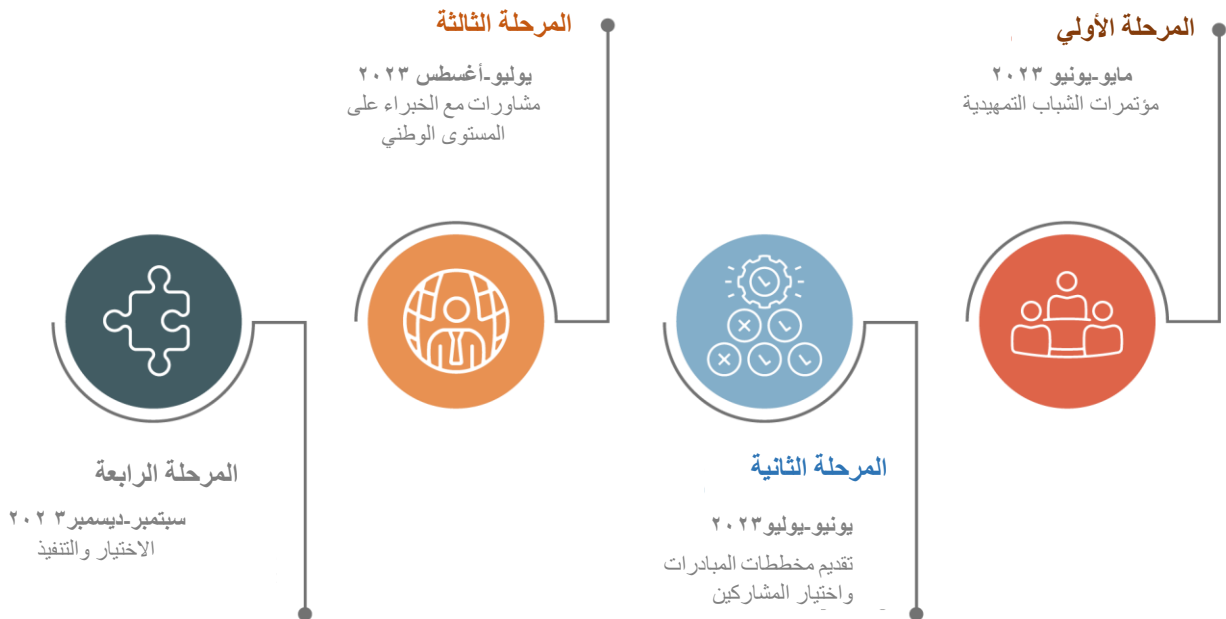 المرحلة الأولي
مايو-يونيو ٢٠٢٣
مؤتمرات الشباب التمهيدية
المرحلة الثانية
يونيو-يوليو٢٠٢٣
تقديم مخططات المبادرات
واختيار المشاركين
المرحلة الثالثة
يوليو-أغسطس ٢٠٢٣
مشاورات مع الخبراء على
المستوى الوطني
المرحلة الرابعة
سبتمبر-ديسمبر٣ ٢٠٢
الاختيار والتنفيذ